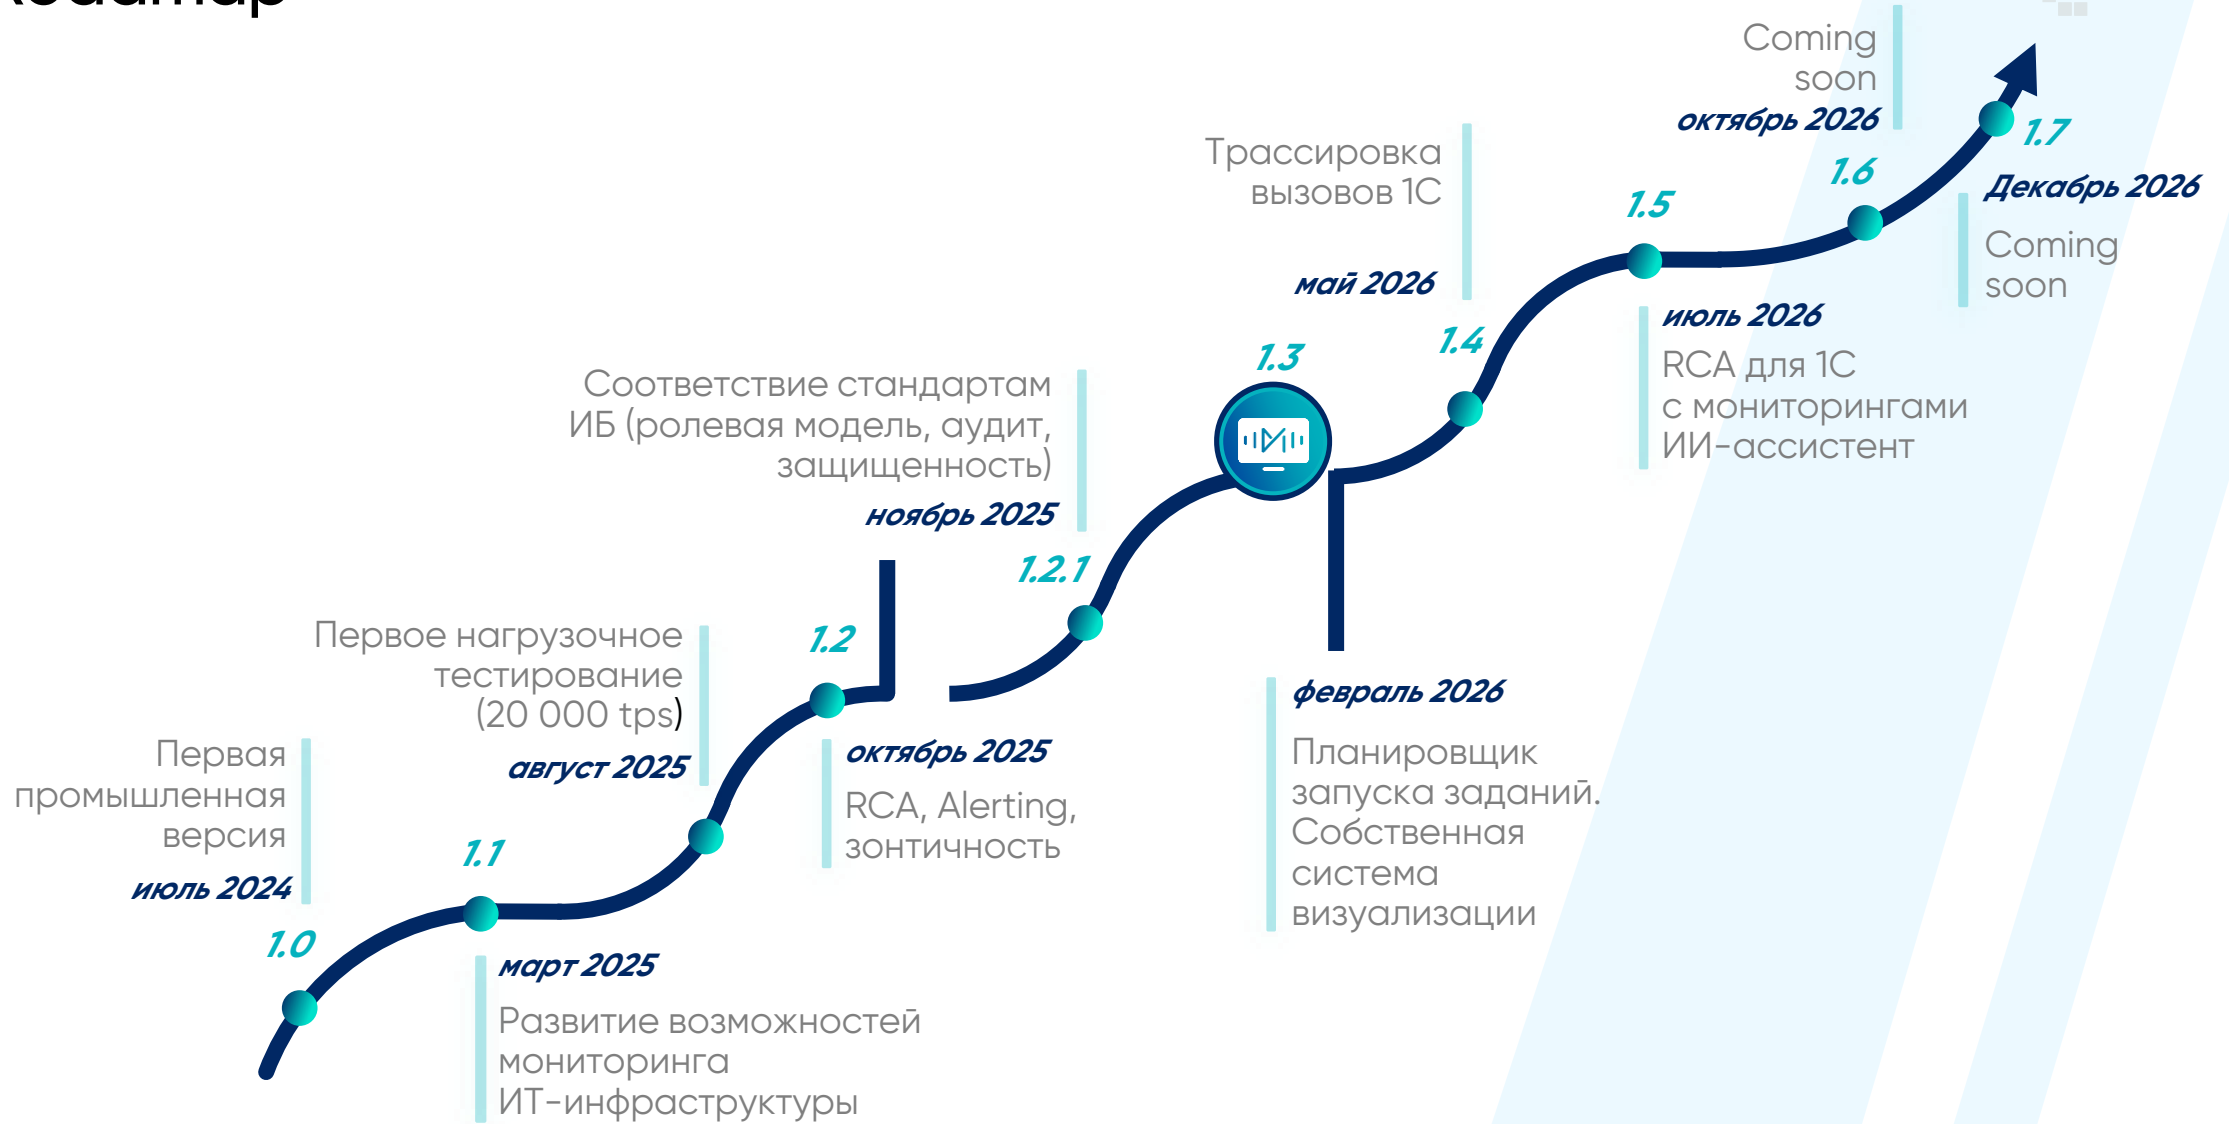 Roadmap
Первая
промышленная
версия
июль 2024
1.0
1.1
март 2025
Развитие возможностей
мониторинга
ИТ-инфраструктуры
Первое нагрузочное
тестирование
(20 000 tps)
август 2025
1.2
октябрь 2025
RCA, Alerting,
зонтичность
Соответствие стандартам
ИБ (ролевая модель, аудит,
защищенность)
ноябрь 2025
1.2.1
1.3
февраль 2026
Планировщик
запуска заданий.
Собственная
система
визуализации
Трассировка
вызовов 1С
май 2026
1.4
1.5
июль 2026
RCA для 1С
с мониторингами
ИИ-ассистент
Coming
soon
октябрь 2026
1.6
1.7
Декабрь 2026
Coming
soon